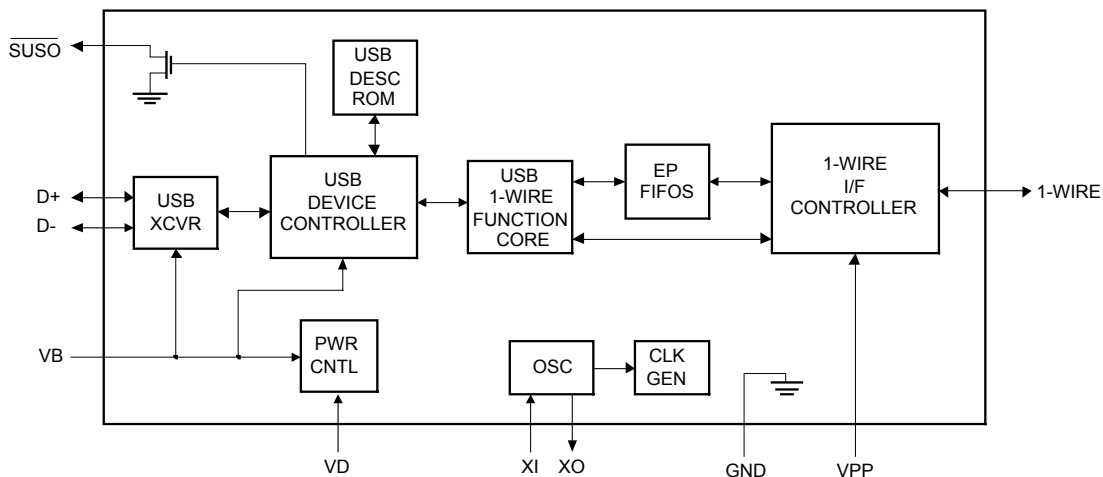 SUSO
USB
DESC
ROM
D+
D-
USB
XCVR
USB
DEVICE
CONTROLLER
USB
1-WIRE
FUNCTION
CORE
EP
FIFOS
1-WIRE
I/F
CONTROLLER
1-WIRE
VB
PWR
CNTL
OSC
CLK
GEN
VD
XI
XO
GND
VPP